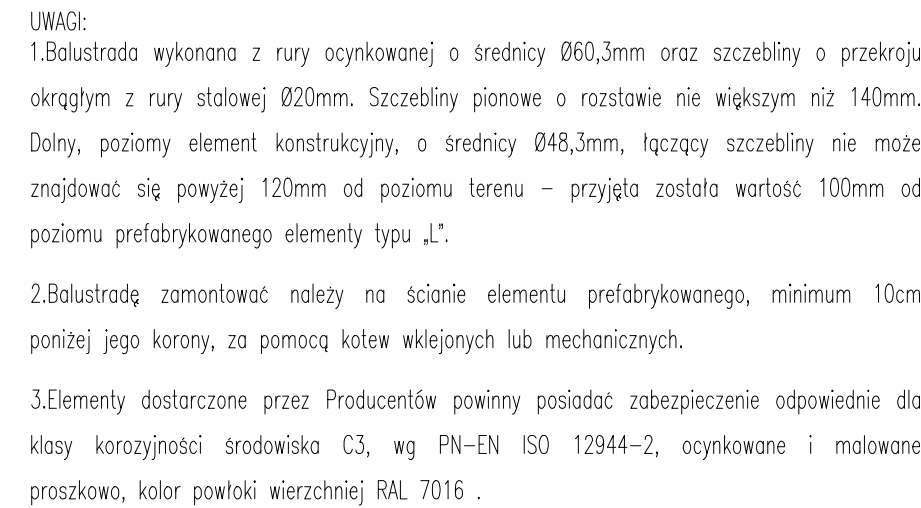 UWAGI:
1.Balustrada wykonana z rury ocynkowanej o średnicy Ø60,3mm oraz szczebliny o przekroju
okrągłym z rury stalowej Ø20mm. Szczebliny pionowe o rozstawie nie większym niż 140mm.
Dolny, poziomy element konstrukcyjny, o średnicy Ø48,3mm, łączący szczebliny nie może
znajdować się powyżej 120mm od poziomu terenu – przyjęta została wartość 100mm od
poziomu prefabrykowanego elementy typu „L”.
2.Balustradę zamontować należy na ścianie elementu prefabrykowanego, minimum 10cm
poniżej jego korony, za pomocą kotew wklejonych lub mechanicznych.
3.Elementy dostarczone przez Producentów powinny posiadać zabezpieczenie odpowiednie dla
klasy korozyjności środowiska C3, wg PN–EN ISO 12944–2, ocynkowane i malowane
proszkowo, kolor powłoki wierzchniej RAL 7016 .